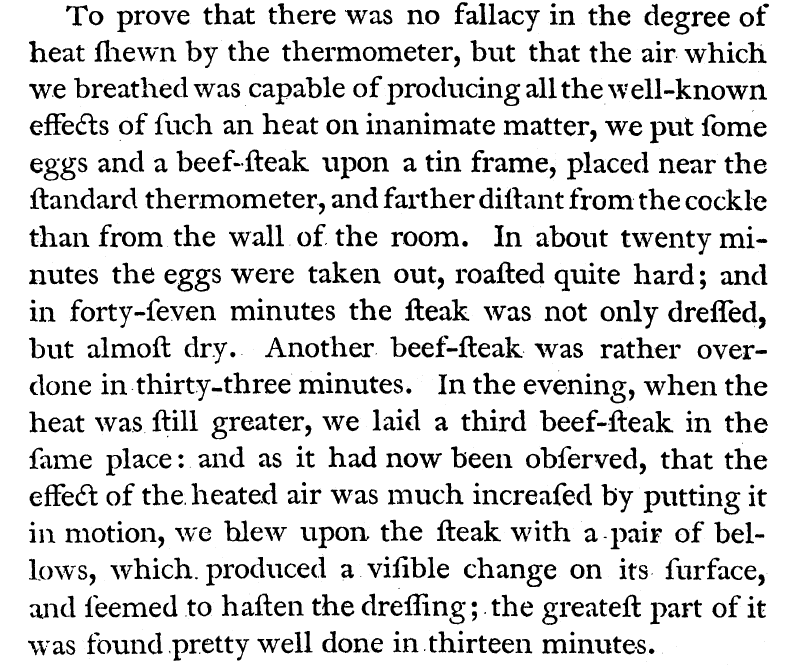 To prove that there was no fallacy in the degree of
heat ſhewn by the thermometer, but that the air which
we breathed was capable of producing all the well-known
effects of ſuch an heat on inanimate matter, we put ſome
eggs and a beef-ſteak upon a tin frame, placed near the
ſtandard thermometer, and farther diſtant from the cockle
than from the wall of the room. In about twenty mi-
nutes the eggs were taken out, roaſted quite hard; and
in forty-ſeven minutes the ſteak was not only dreſſed,
but almoſt dry. Another beef-ſteak was rather over-
done in thirty-three minutes. In the evening, when the
heat was ſtill greater, we laid a third beef-ſteak in the
ſame place: and as it had now been obſerved, that the
effect of the heated air was much increaſed by putting it
in motion, we blew upon the ſteak with a pair of bel-
lows, which produced a viſible change on its ſurface,
and ſeemed to haſten the dreſſing; the greateſt part of it
was found pretty well done in thirteen minutes.